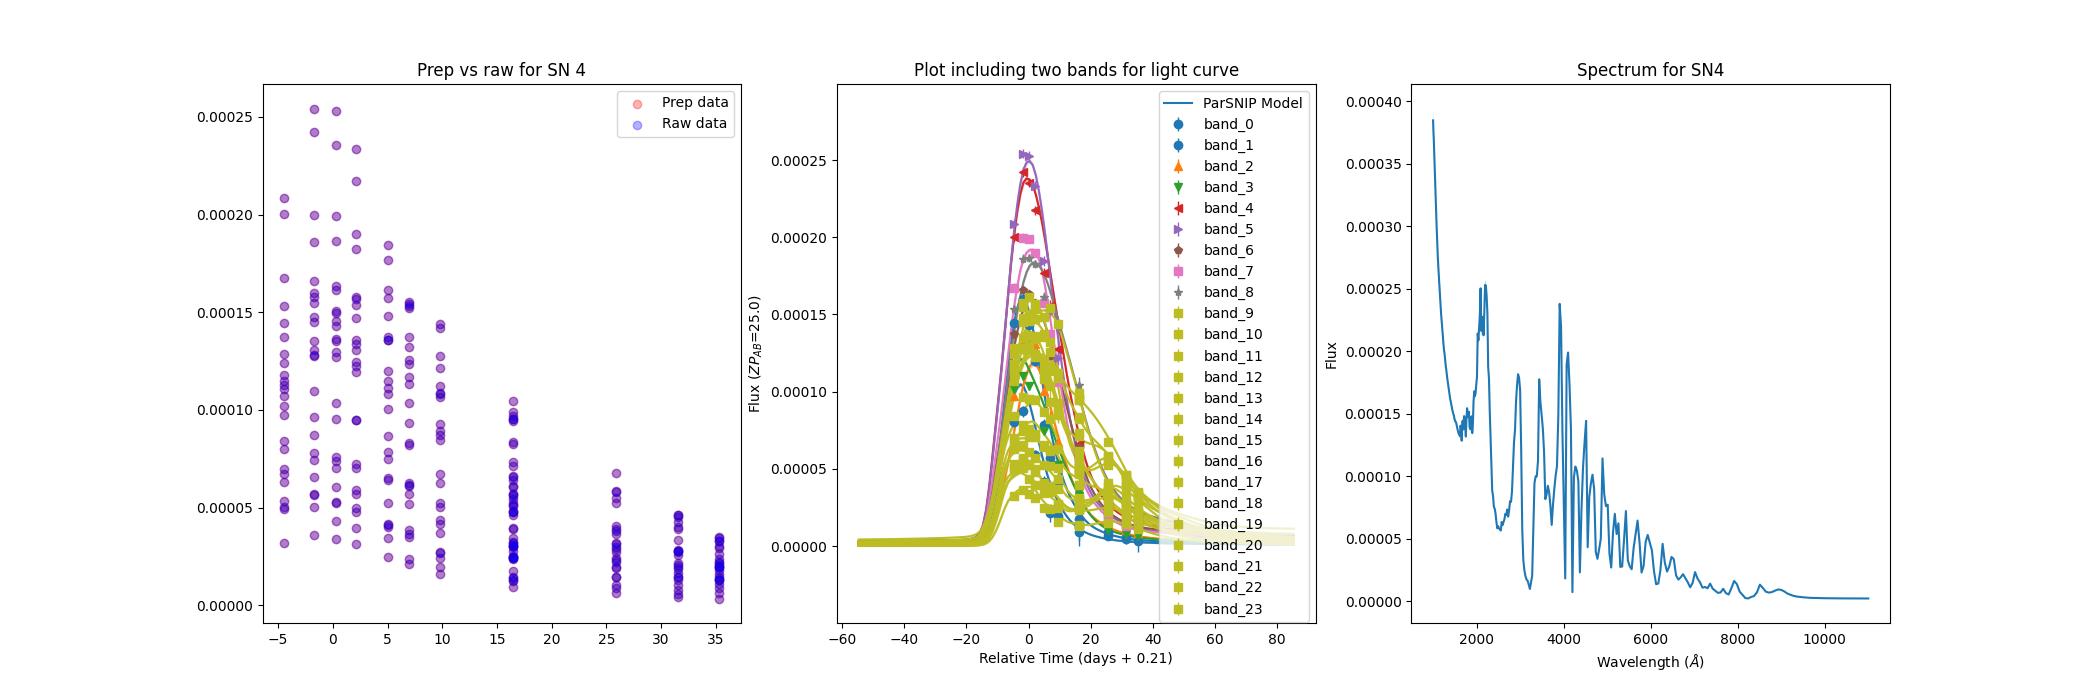 Prep vs raw for SN 4
Prep data
Raw data
0.00025
0.00020
0.00015
0.00010
0.00005
0.00000
−5 0 5 10 15 20 25 30 35
Plot including two bands for light curve
Flux (ZP_AB=25.0)
0.00025
0.00020
0.00015
0.00010
0.00005
0.00000
ParSNIP Model
band_0
band_1
band_2
band_3
band_4
band_5
band_6
band_7
band_8
band_9
band_10
band_11
band_12
band_13
band_14
band_15
band_16
band_17
band_18
band_19
band_20
band_21
band_22
band_23
−60 −40 −20 0 20 40 60 80
Relative Time (days + 0.21)
Spectrum for SN4
Flux
0.00040
0.00035
0.00030
0.00025
0.00020
0.00015
0.00010
0.00005
0.00000
2000 4000 6000 8000 10000
Wavelength (Å)